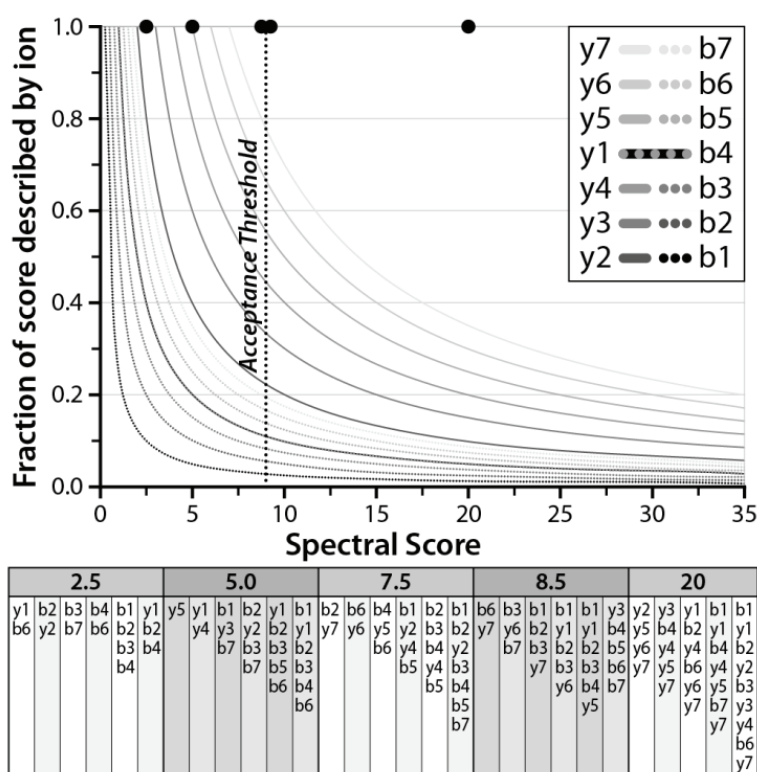 Fraction of score described by ion
1.0
0.8
0.6
0.4
0.2
0.0
Acceptance Threshold
y7 b7
y6 b6
y5 b5
y1 b4
y4 b3
y3 b2
y2 b1
0 5 10 15 20 25 30 35
Spectral Score
2.5 5.0 7.5 8.5 20
y1 b2 b3 b4 b1 y1 y5 y1 b1 b2 y1 b1 b2 b6 b4 b1 b2 b1 b6 b3 b1 b1 b1 y3 y2 y3 y1 b1 b1
b6 y2 b7 b6 b2 b2 y4 y3 y2 b2 y1 y7 y6 y5 y2 b3 b2 y7 y6 b2 y1 y1 b4 y5 b4 b2 y1 y1
b3 b4 b7 b3 b3 b2 b6 y4 b4 y2 b7 b3 b2 b2 b5 y6 y4 y4 b4 b2
b4 b7 b5 b3 b5 y4 b3 y7 b3 b3 b6 y7 y5 b6 y4 y2
b6 b4 b5 b4 y6 b4 b7 y7 y6 y5 b3
b6 b5 y5 y7 b7 y3
b7 y7 y4
b6
y7